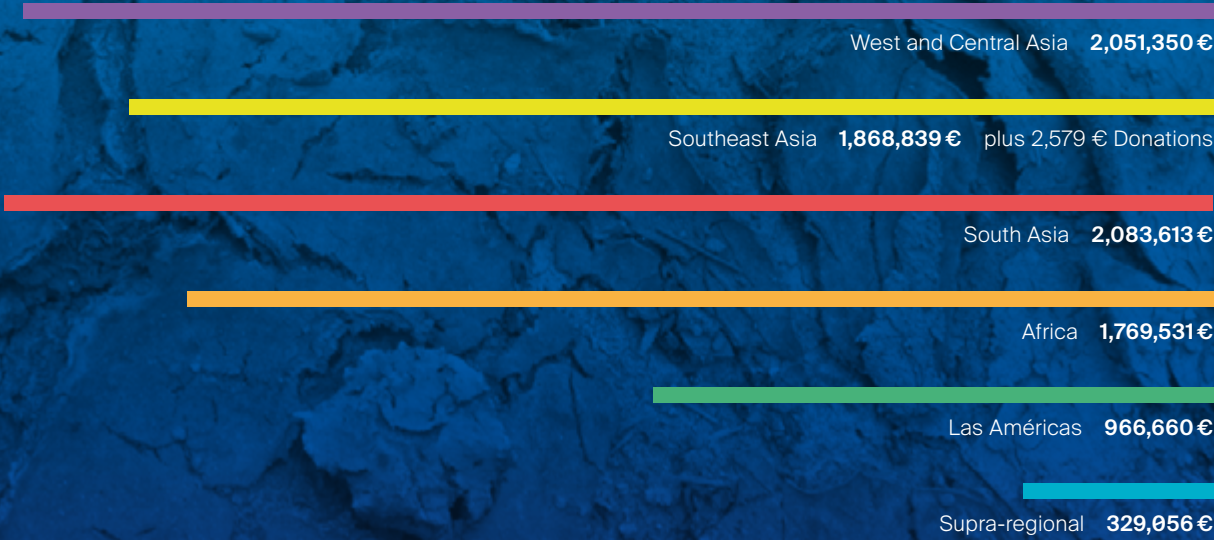 West and Central Asia 2,051,350 €
Southeast Asia 1,868,839 € plus 2,579 € Donations
South Asia 2,083,613 €
Africa 1,769,531 €
Las Américas 966,660 €
Supra-regional 329,056 €